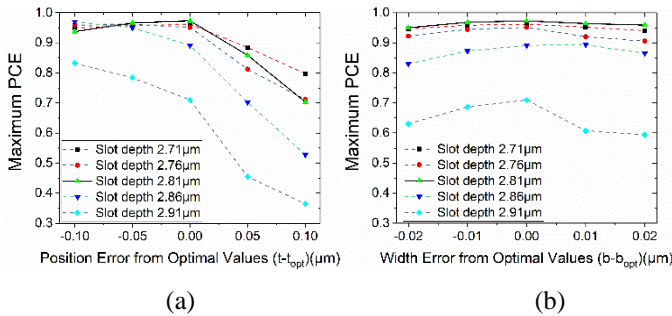 Maximum PCE
1.0
0.9
0.8
0.7
0.6
0.5
0.4
0.3
Slot depth 2.71μm
Slot depth 2.76μm
Slot depth 2.81μm
Slot depth 2.86μm
Slot depth 2.91μm
-0.10 -0.05 0.00 0.05 0.10
Position Error from Optimal Values (t-topt)(μm)
(a)
Maximum PCE
1.0
0.9
0.8
0.7
0.6
0.5
0.4
0.3
Slot depth 2.71μm
Slot depth 2.76μm
Slot depth 2.81μm
Slot depth 2.86μm
Slot depth 2.91μm
-0.02 -0.01 0.00 0.01 0.02
Width Error from Optimal Values (b-bopt)(μm)
(b)